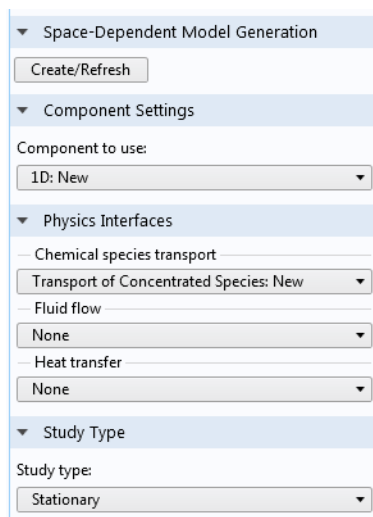 Space-Dependent Model Generation
Create/Refresh
Component Settings
Component to use:
1D: New
Physics Interfaces
Chemical species transport
Transport of Concentrated Species: New
Fluid flow
None
Heat transfer
None
Study Type
Study type:
Stationary